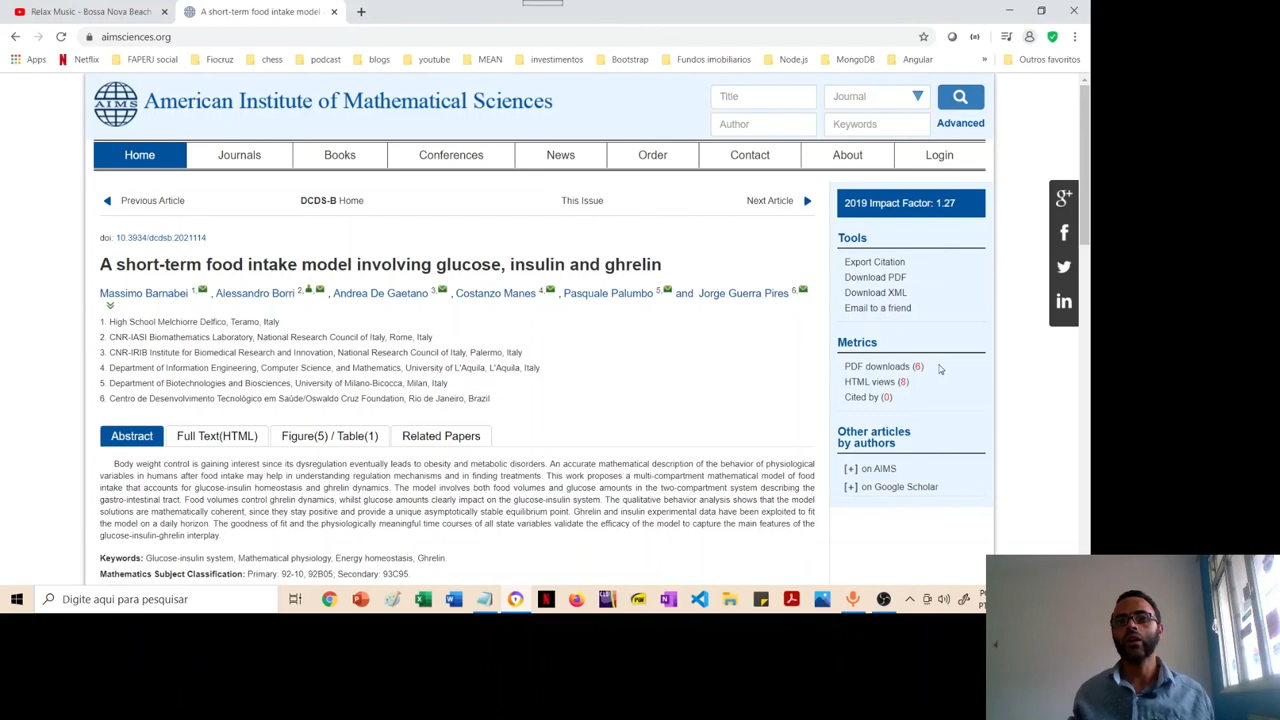 Relax Music - Bossa Nova Beach
A short-term food intake model
aimsciences.org
Apps Netflix FAPERJ social Fiocruz chess podcast blogs youtube MEAN investimentos Bootstrap Fundos imobiliarios Node.js MongoDB Angular » Outros favoritos
AIMS American Institute of Mathematical Sciences
Title Journal
Author Keywords Advanced
Home Journals Books Conferences News Order Contact About Login
Previous Article DCDS-B Home This Issue Next Article
doi: 10.3934/dcdsb.2021114
A short-term food intake model involving glucose, insulin and ghrelin
Massimo Barnabei 1, , Alessandro Borri 2, , , Andrea De Gaetano 3, , Costanzo Manes 4, , Pasquale Palumbo 5, and Jorge Guerra Pires 6,
1. High School Melchiorre Delfico, Teramo, Italy
2. CNR-IASI Biomathematics Laboratory, National Research Council of Italy, Rome, Italy
3. CNR-IRIB Institute for Biomedical Research and Innovation, National Research Council of Italy, Palermo, Italy
4. Department of Information Engineering, Computer Science, and Mathematics, University of L'Aquila, L'Aquila, Italy
5. Department of Biotechnologies and Biosciences, University of Milano-Bicocca, Milan, Italy
6. Centro de Desenvolvimento Tecnológico em Saúde/Oswaldo Cruz Foundation, Rio de Janeiro, Brazil
Abstract Full Text(HTML) Figure(5) / Table(1) Related Papers
Body weight control is gaining interest since its dysregulation eventually leads to obesity and metabolic disorders. An accurate mathematical description of the behavior of physiological
variables in humans after food intake may help in understanding regulation mechanisms and in finding treatments. This work proposes a multi-compartment mathematical model of food
intake that accounts for glucose-insulin homeostasis and ghrelin dynamics. The model involves both food volumes and glucose amounts in the two-compartment system describing the
gastro-intestinal tract. Food volumes control ghrelin dynamics, whilst glucose amounts clearly impact on the glucose-insulin system. The qualitative behavior analysis shows that the model
solutions are mathematically coherent, since they stay positive and provide a unique asymptotically stable equilibrium point. Ghrelin and insulin experimental data have been exploited to fit
the model on a daily horizon. The goodness of fit and the physiologically meaningful time courses of all state variables validate the efficacy of the model to capture the main features of the
glucose-insulin-ghrelin interplay.
Keywords: Glucose-insulin system, Mathematical physiology, Energy homeostasis, Ghrelin.
Mathematics Subject Classification: Primary: 92-10, 92B05; Secondary: 93C95.
2019 Impact Factor: 1.27
Tools
Export Citation
Download PDF
Download XML
Email to a friend
Metrics
PDF downloads (6)
HTML views (8)
Cited by (0)
Other articles
by authors
[+] on AIMS
[+] on Google Scholar
Digite aqui para pesquisar